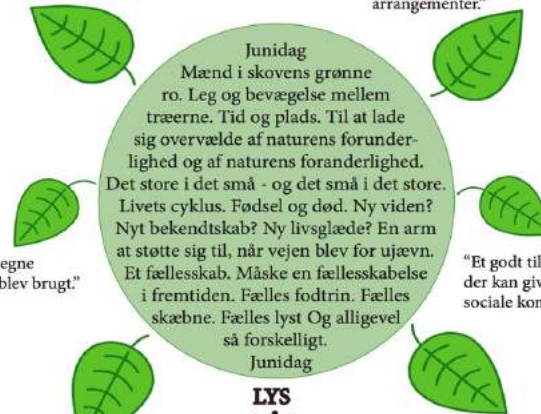 arrangementer."
Junidag
Mænd i skovens grønne
ro. Leg og bevægelse mellem
træerne. Tid og plads. Til at lade
sig overvælde af naturens forunder-
lighed og af naturens foranderlighed.
Det store i det små - og det små i det store.
Livets cyklus. Fødsel og død. Ny viden?
Nyt bekendtskab? Ny livsglæde? En arm
at støtte sig til, når vejen blev for ujævn.
Et fællesskab. Måske en fællesskabelse
i fremtiden. Fælles fodtrin. Fælles
skæbne. Fælles lyst Og alligevel
så forskelligt.
Junidag
egne
blev brugt."
"Et godt til
der kan giv
sociale kon
LYS